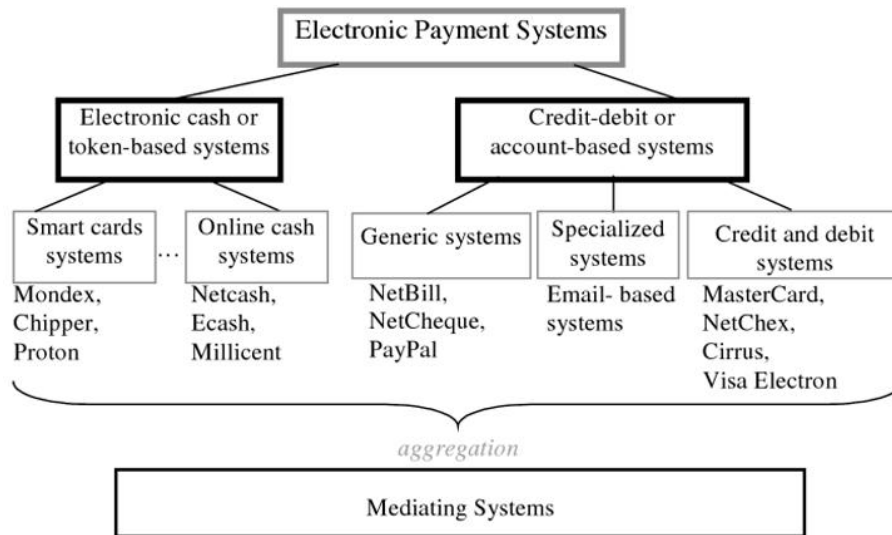 Electronic Payment Systems
Electronic cash or
token-based systems
Credit-debit or
account-based systems
Smart cards
systems
...
Online cash
systems
Generic systems
Specialized
systems
Credit and debit
systems
Mondex,
Chipper,
Proton
Netcash,
Ecash,
Millicent
NetBill,
NetCheque,
PayPal
Email- based
systems
MasterCard,
NetChex,
Cirrus,
Visa Electron
aggregation
Mediating Systems